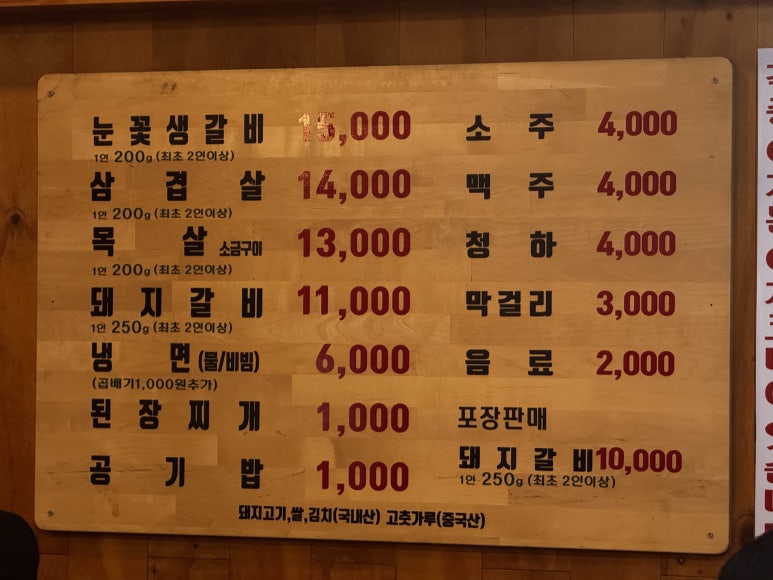 눈꽃생갈비 15,000
1인 200g (최초 2인이상)
삼겹살 14,000
1인 200g (최초 2인이상)
목살 소금구이 13,000
1인 200g (최초 2인이상)
돼지갈비 11,000
1인 250g (최초 2인이상)
냉면 (물/비빔) 6,000
(곱배기1,000원추가)
된장찌개 1,000
공기밥 1,000
소주 4,000
맥주 4,000
청하 4,000
막걸리 3,000
음료 2,000
포장판매
돼지갈비 10,000
1인 250g (최초 2인이상)
돼지고기,쌀,김치(국내산) 고춧가루(중국산)